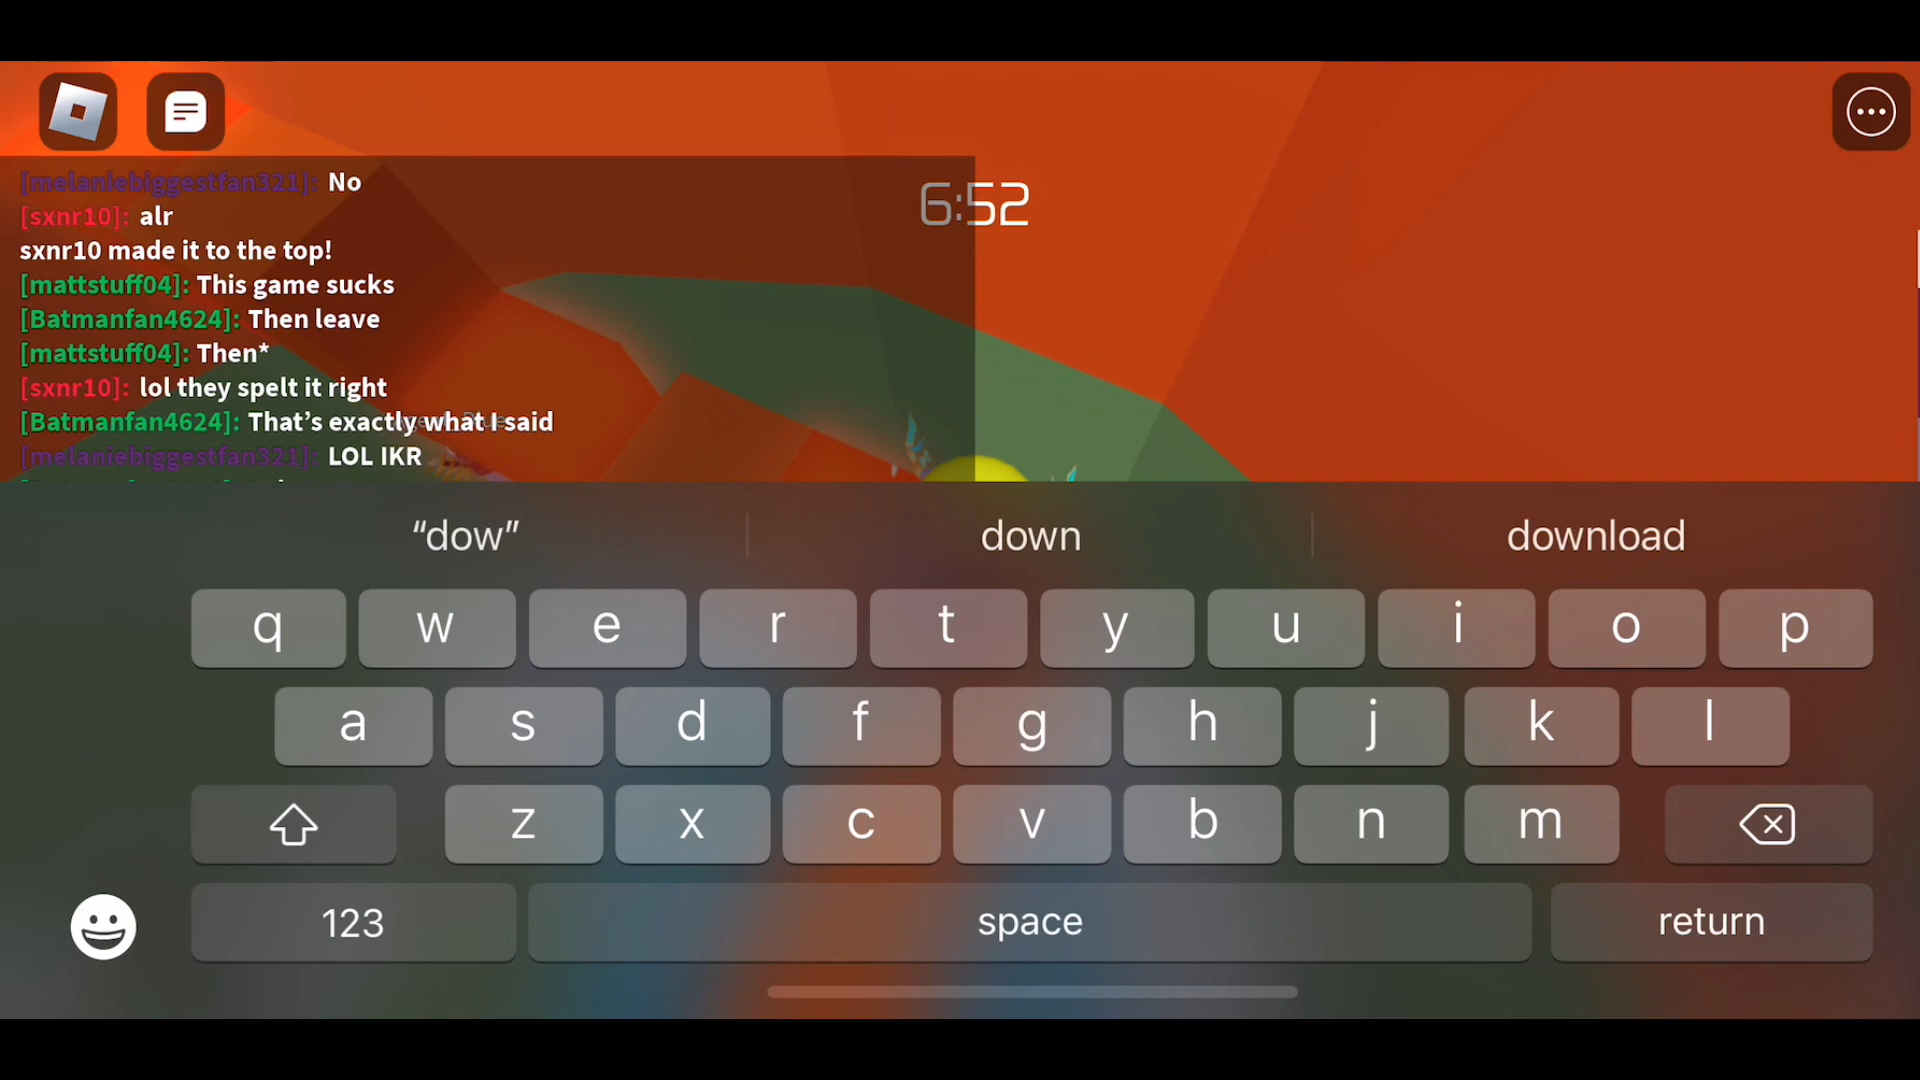 [melaniebiggestfan321]: No
[sxnr10]: alr
sxnr10 made it to the top!
[mattstuff04]: This game sucks
[Batmanfan4624]: Then leave
[mattstuff04]: Then*
[sxnr10]: lol they spelt it right
[Batmanfan4624]: That’s exactly what I said
[melaniebiggestfan321]: LOL IKR
6:52
“dow” down download
q w e r t y u i o p
a s d f g h j k l
z x c v b n m
123 space return